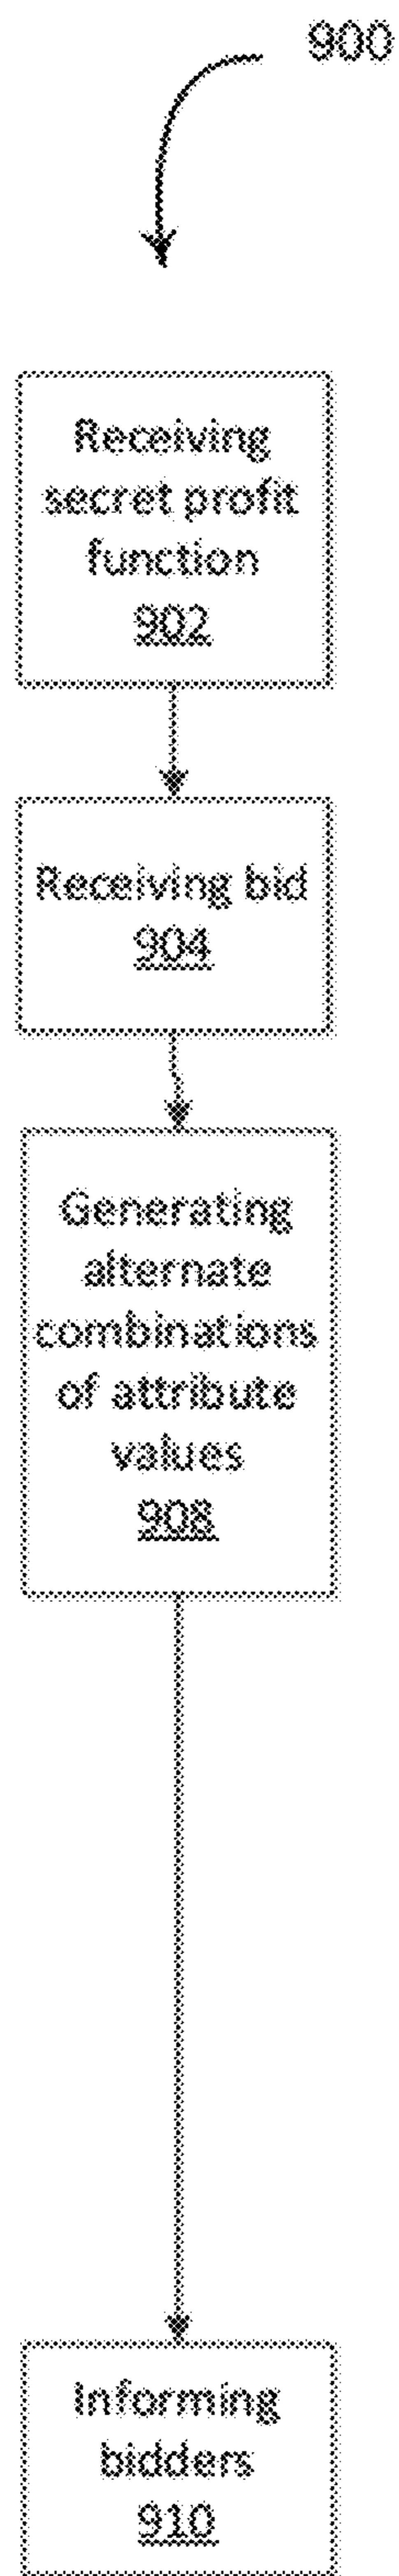 900
Receiving
secret profit
function
902
Receiving bid
904
Generating
alternate
combinations
of attribute
values
908
Informing
bidders
910